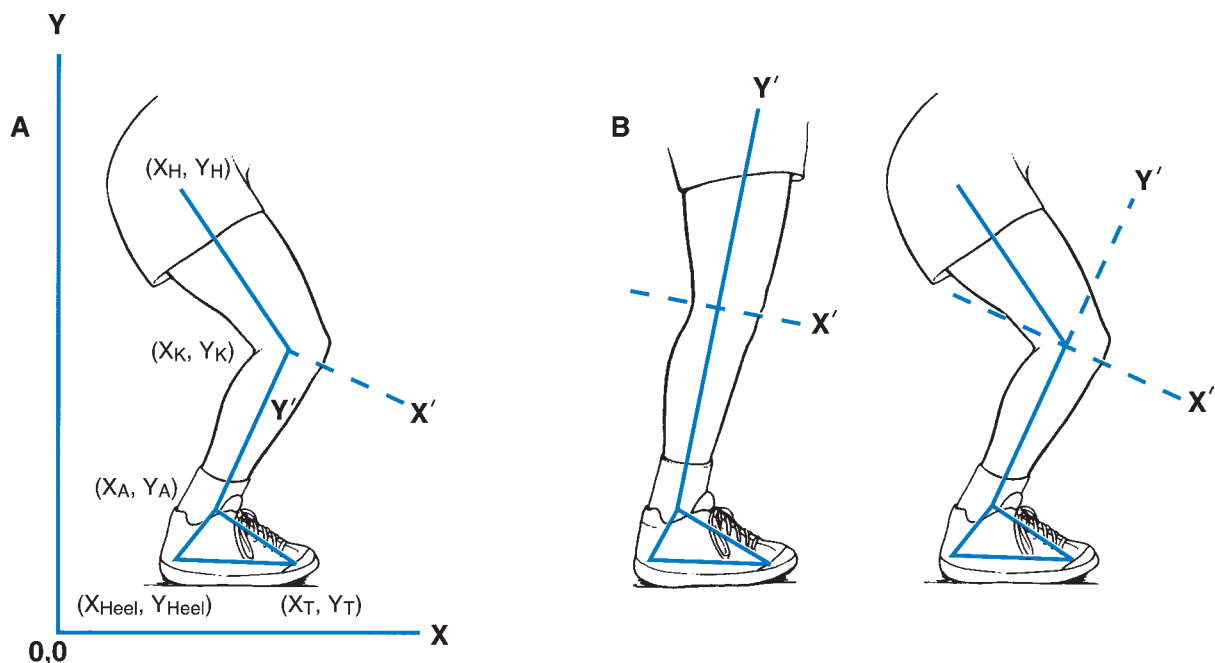 Y
A
(XH, YH)
(XK, YK)
Y′
X′
(XA, YA)
(XHeel, YHeel)
(XT, YT)
X
0,0
B
Y′
X′
Y′
X′